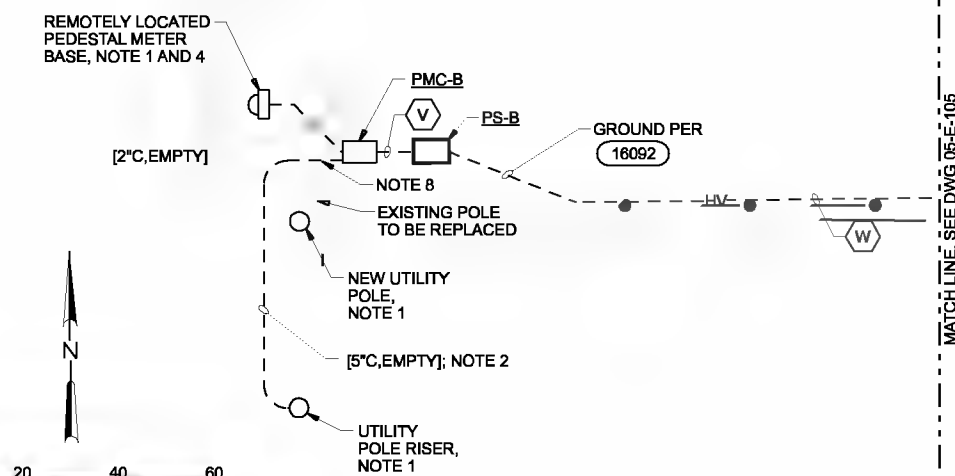 REMOTELY LOCATED
PEDESTAL METER
BASE, NOTE 1 AND 4
PMC-B
V
PS-B
GROUND PER
16092
[2"C,EMPTY]
NOTE 8
EXISTING POLE
TO BE REPLACED
HV
W
MATCH LINE, SEE DWG 05-E-105
NEW UTILITY
POLE,
NOTE 1
N
[5"C,EMPTY]; NOTE 2
UTILITY
POLE RISER,
NOTE 1
20 40 60